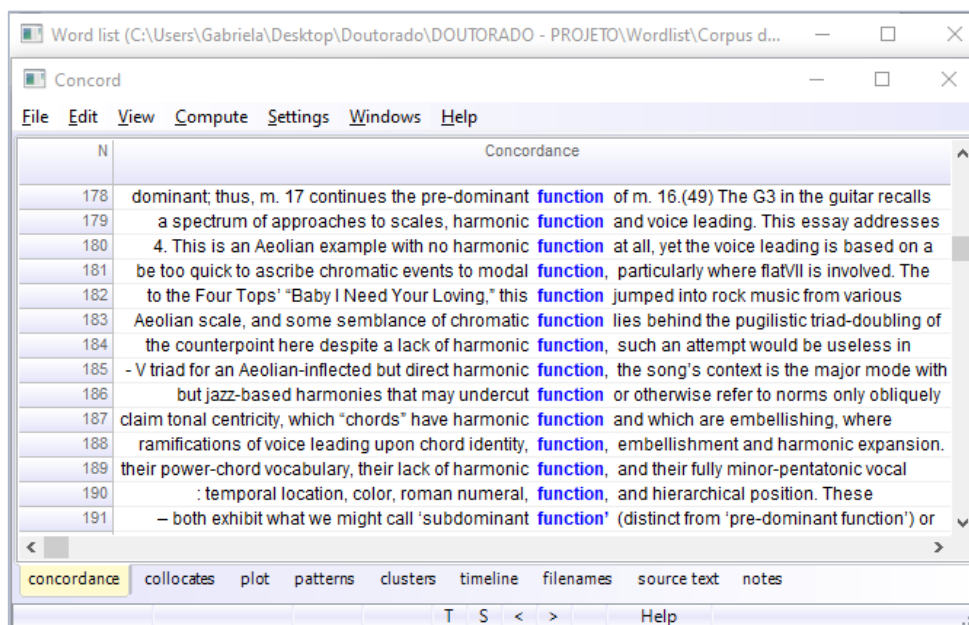 Word list (C:\Users\Gabriela\Desktop\Doutorado\DOUTORADO - PROJETO\Wordlist\Corpus d...
Concord
File Edit View Compute Settings Windows Help
N Concordance
178 dominant; thus, m. 17 continues the pre-dominant function of m. 16.(49) The G3 in the guitar recalls
179 a spectrum of approaches to scales, harmonic function and voice leading. This essay addresses
180 4. This is an Aeolian example with no harmonic function at all, yet the voice leading is based on a
181 be too quick to ascribe chromatic events to modal function, particularly where flatVII is involved. The
182 to the Four Tops’ “Baby I Need Your Loving,” this function jumped into rock music from various
183 Aeolian scale, and some semblance of chromatic function lies behind the pugilistic triad-doubling of
184 the counterpoint here despite a lack of harmonic function, such an attempt would be useless in
185 - V triad for an Aeolian-inflected but direct harmonic function, the song’s context is the major mode with
186 but jazz-based harmonies that may undercut function or otherwise refer to norms only obliquely
187 claim tonal centricity, which “chords” have harmonic function and which are embellishing, where
188 ramifications of voice leading upon chord identity, function, embellishment and harmonic expansion.
189 their power-chord vocabulary, their lack of harmonic function, and their fully minor-pentatonic vocal
190 : temporal location, color, roman numeral, function, and hierarchical position. These
191 – both exhibit what we might call ‘subdominant function’ (distinct from ‘pre-dominant function’) or
concordance collocates plot patterns clusters timeline filenames source text notes
T S < > Help